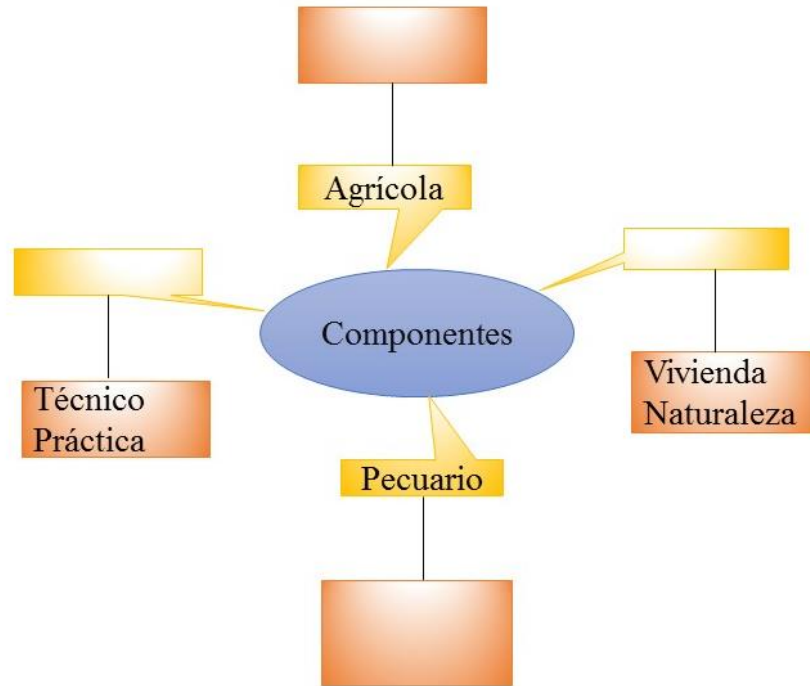 Agrícola
Componentes
Técnico
Práctica
Vivienda
Naturaleza
Pecuario